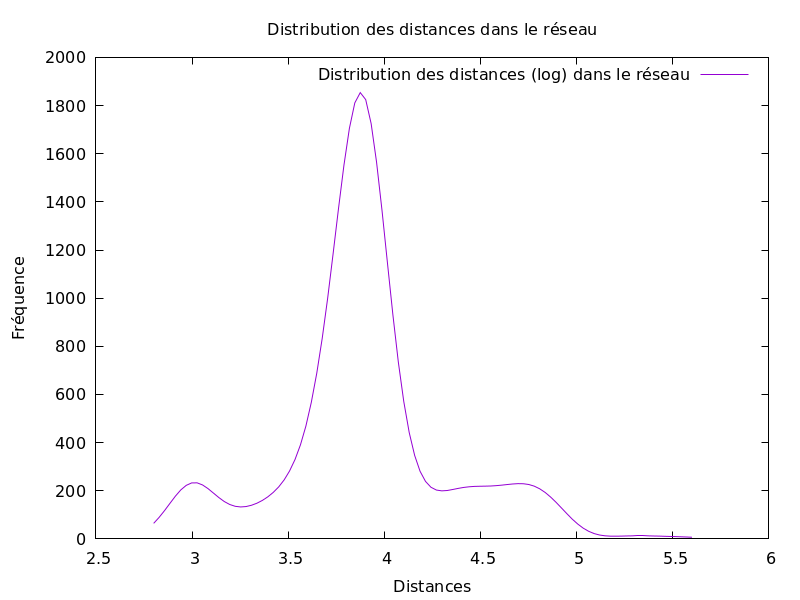 Distribution des distances dans le réseau
Distribution des distances (log) dans le réseau
2000
1800
1600
1400
1200
1000
800
600
400
200
0
Fréquence
2.5 3 3.5 4 4.5 5 5.5 6
Distances